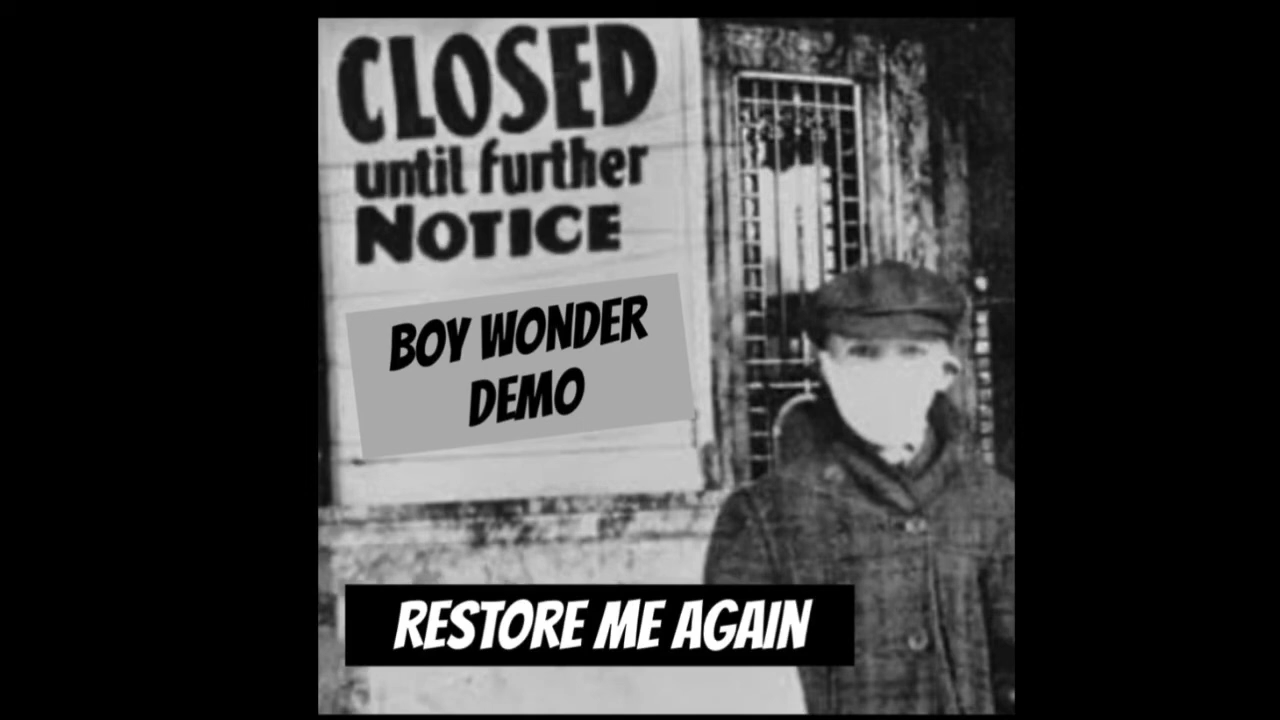 CLOSED
until further
NOTICE
BOY WONDER
DEMO
RESTORE ME AGAIN